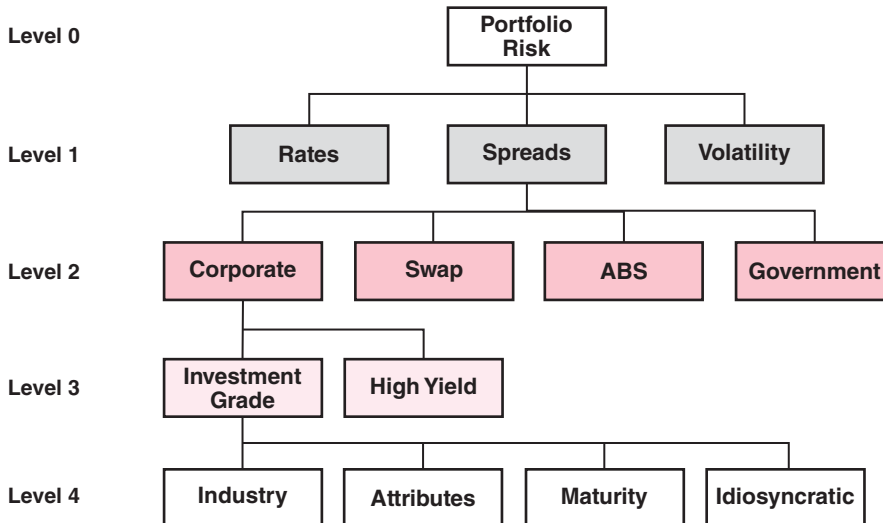 Level 0
Portfolio
Risk
Level 1
Rates
Spreads
Volatility
Level 2
Corporate
Swap
ABS
Government
Level 3
Investment
Grade
High Yield
Level 4
Industry
Attributes
Maturity
Idiosyncratic